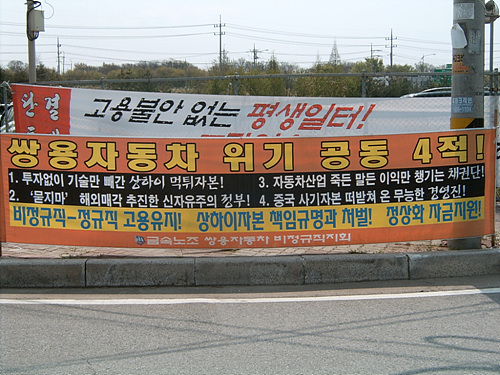 단결
고용불안 없는 평생일터!
쌍용자동차 위기 공동 4적!
1. 투자없이 기술만 빼간 상하이 먹튀자본!
2. '묻지마' 해외매각 추진한 신자유주의 정부!
3. 자동차산업 죽든 말든 이익만 챙기는 채권단!
4. 중국 사기자본 떠받쳐 온 무능한 경영진!
비정규직-정규직 고용유지! 상하이자본 책임규명과 처벌! 정상화 자금지원!
금속노조 쌍용자동차 비정규직지회